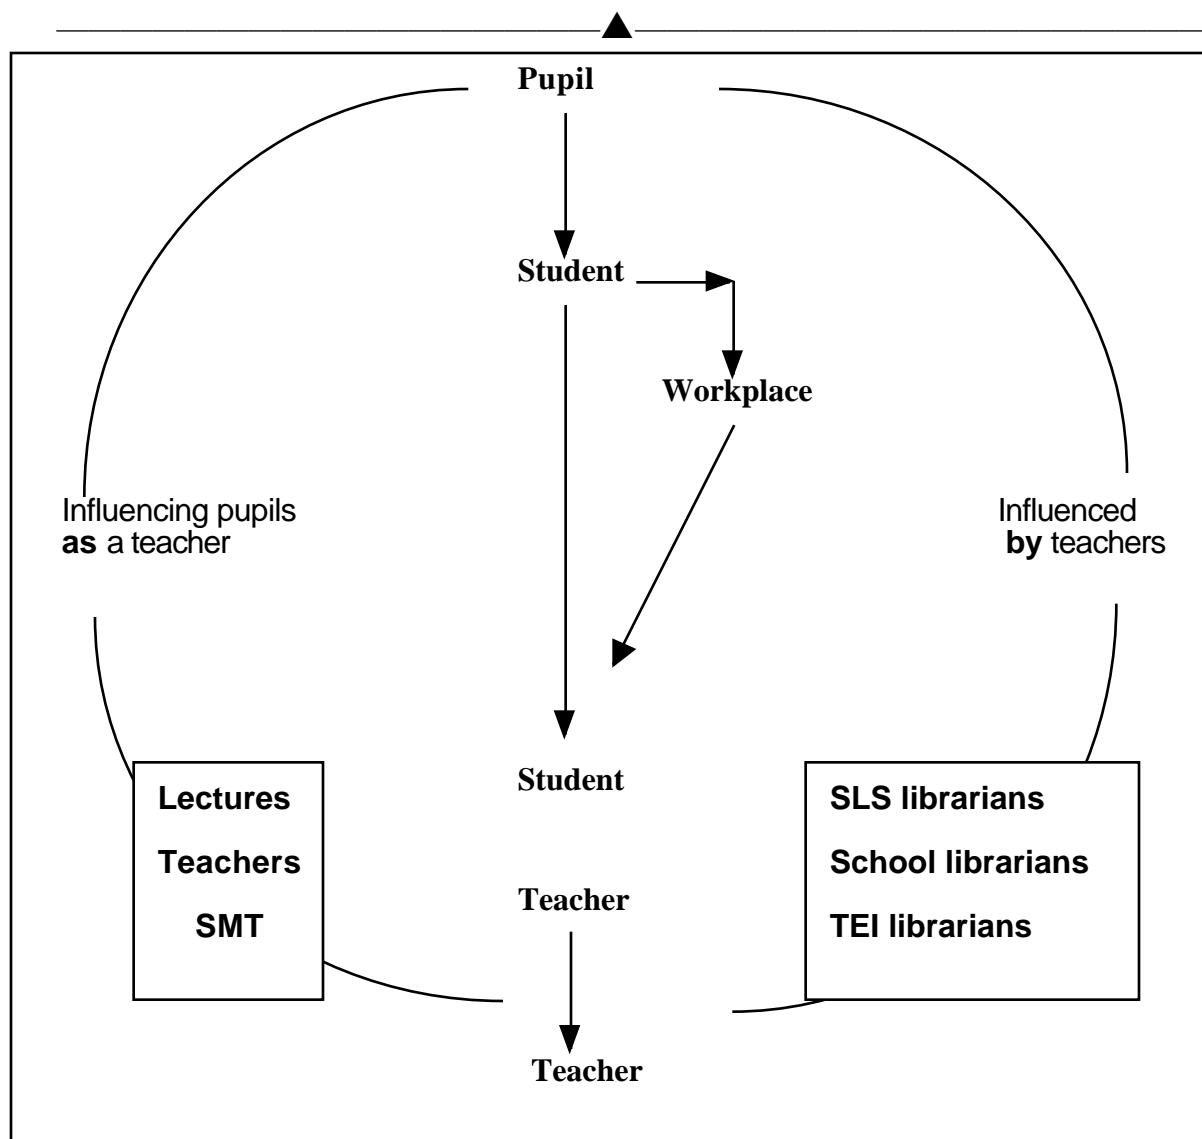 Pupil
Student
Workplace
Influencing pupils
as a teacher
Influenced
by teachers
Student
Teacher
Teacher
Lectures
Teachers
SMT
SLS librarians
School librarians
TEI librarians